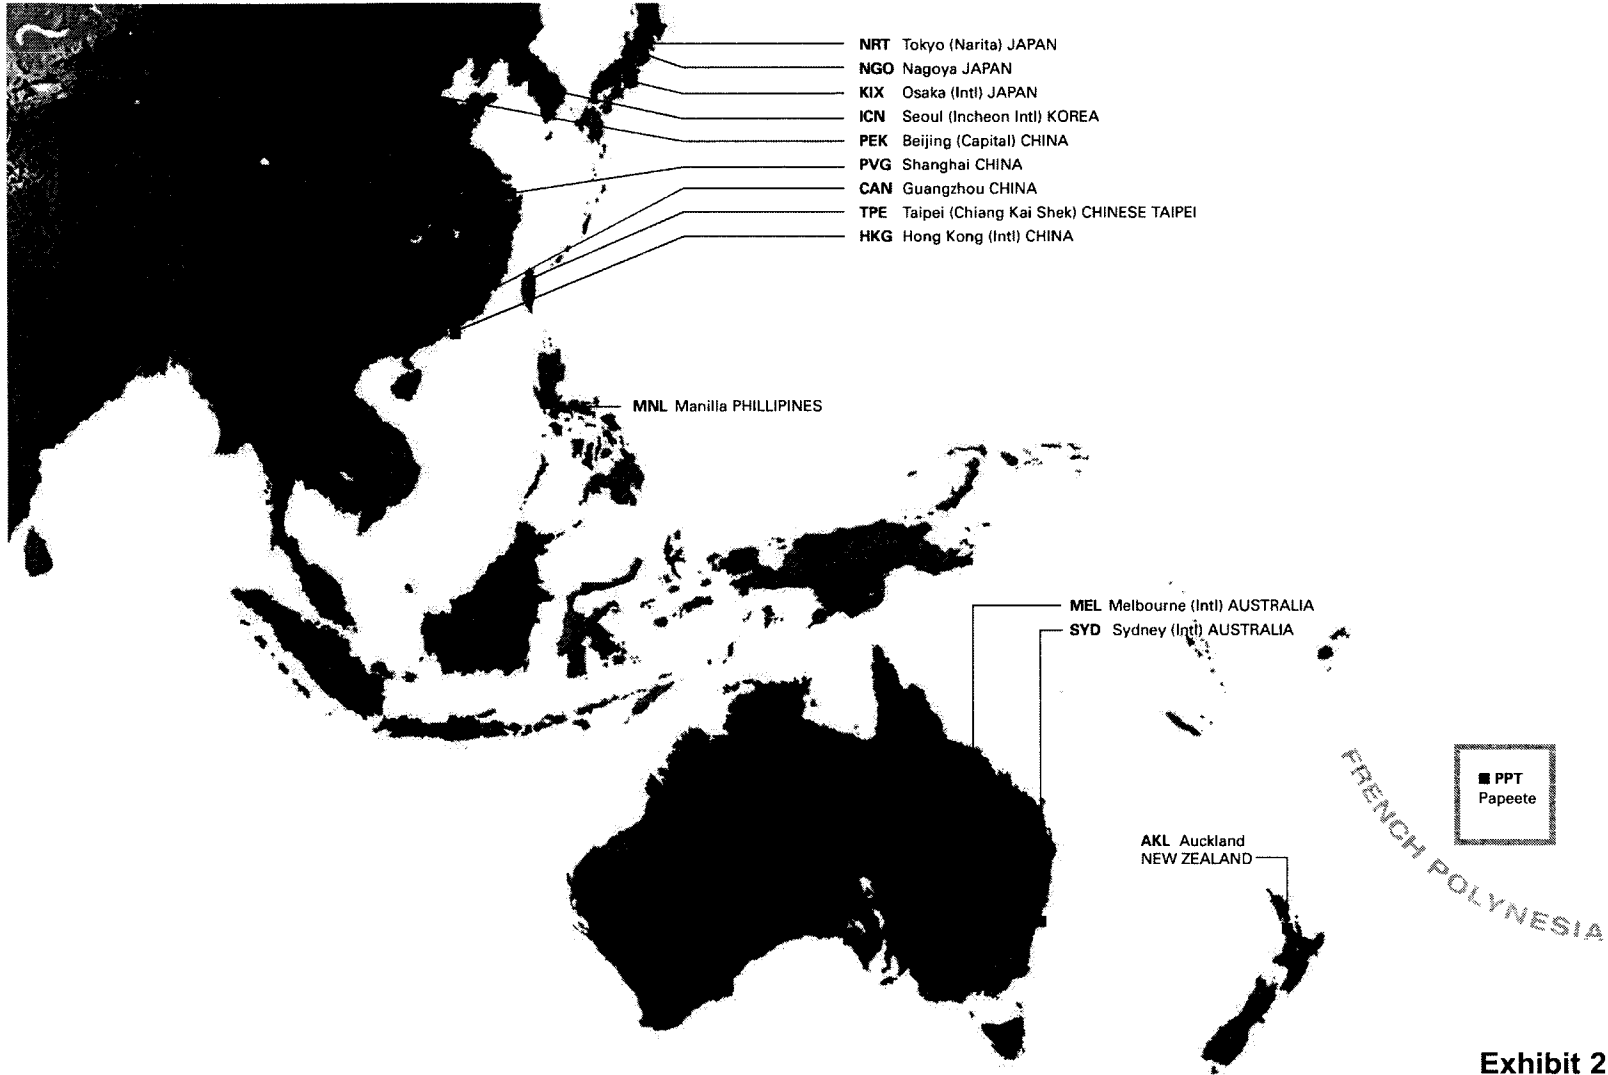 NRT Tokyo (Narita) JAPAN
NGO Nagoya JAPAN
KIX Osaka (Intl) JAPAN
ICN Seoul (Incheon Intl) KOREA
PEK Beijing (Capital) CHINA
PVG Shanghai CHINA
CAN Guangzhou CHINA
TPE Taipei (Chiang Kai Shek) CHINESE TAIPEI
HKG Hong Kong (Intl) CHINA
MNL Manilla PHILLIPINES
MEL Melbourne (Intl) AUSTRALIA
SYD Sydney (Intl) AUSTRALIA
PPT
Papeete
FRENCH POLYNESIA
AKL Auckland
NEW ZEALAND
Exhibit 2